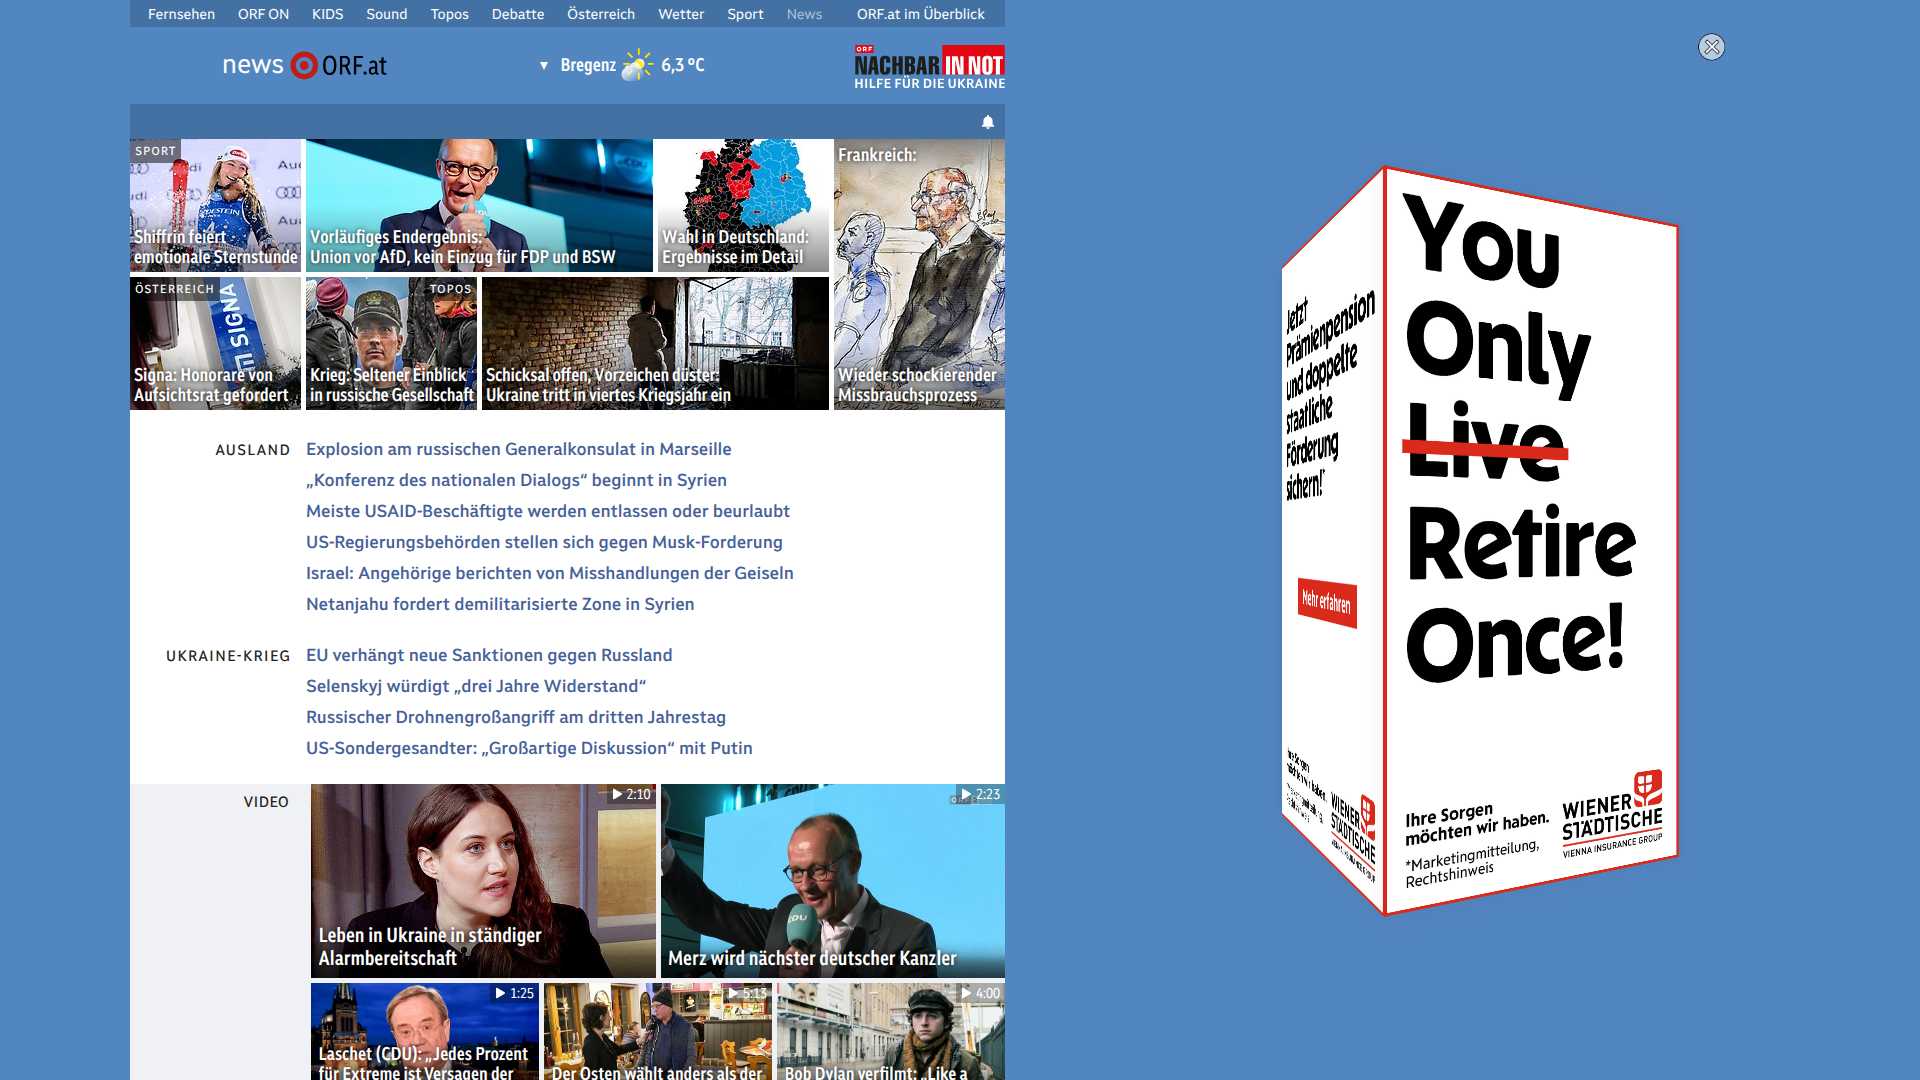 Fernsehen ORF ON KIDS Sound Topos Debatte Österreich Wetter Sport News ORF.at im Überblick
news ORF.at
Bregenz 6,3 °C
ORF
NACHBAR IN NOT
HILFE FÜR DIE UKRAINE
SPORT
Shiffrin feiert
emotionale Sternstunde
Vorläufiges Endergebnis:
Union vor AfD, kein Einzug für FDP und BSW
Wahl in Deutschland:
Ergebnisse im Detail
Frankreich:
Wieder schockierender
Missbrauchsprozess
ÖSTERREICH
SIGNA
Signa: Honorare von
Aufsichtsrat gefordert
TOPOS
Krieg: Seltener Einblick
in russische Gesellschaft
Schicksal offen, Vorzeichen düster:
Ukraine tritt in viertes Kriegsjahr ein
AUSLAND
Explosion am russischen Generalkonsulat in Marseille
„Konferenz des nationalen Dialogs“ beginnt in Syrien
Meiste USAID-Beschäftigte werden entlassen oder beurlaubt
US-Regierungsbehörden stellen sich gegen Musk-Forderung
Israel: Angehörige berichten von Misshandlungen der Geiseln
Netanjahu fordert demilitarisierte Zone in Syrien
UKRAINE-KRIEG
EU verhängt neue Sanktionen gegen Russland
Selenskyj würdigt „drei Jahre Widerstand“
Russischer Drohnengroßangriff am dritten Jahrestag
US-Sondergesandter: „Großartige Diskussion“ mit Putin
VIDEO
2:10
Leben in Ukraine in ständiger
Alarmbereitschaft
2:23
CDU
Merz wird nächster deutscher Kanzler
1:25
Laschet (CDU): „Jedes Prozent
für Extreme ist Versagen der
5:13
Der Osten wählt anders als der
4:00
Bob Dylan verfilmt: „Like a
Jetzt
Prämienpension
und doppelte
staatliche
Förderung
sichern!*
Mehr erfahren
WIENER
STÄDTISCHE
You
Only
Live
Retire
Once!
Ihre Sorgen
möchten wir haben.
*Marketingmitteilung,
Rechtshinweis
WIENER
STÄDTISCHE
VIENNA INSURANCE GROUP